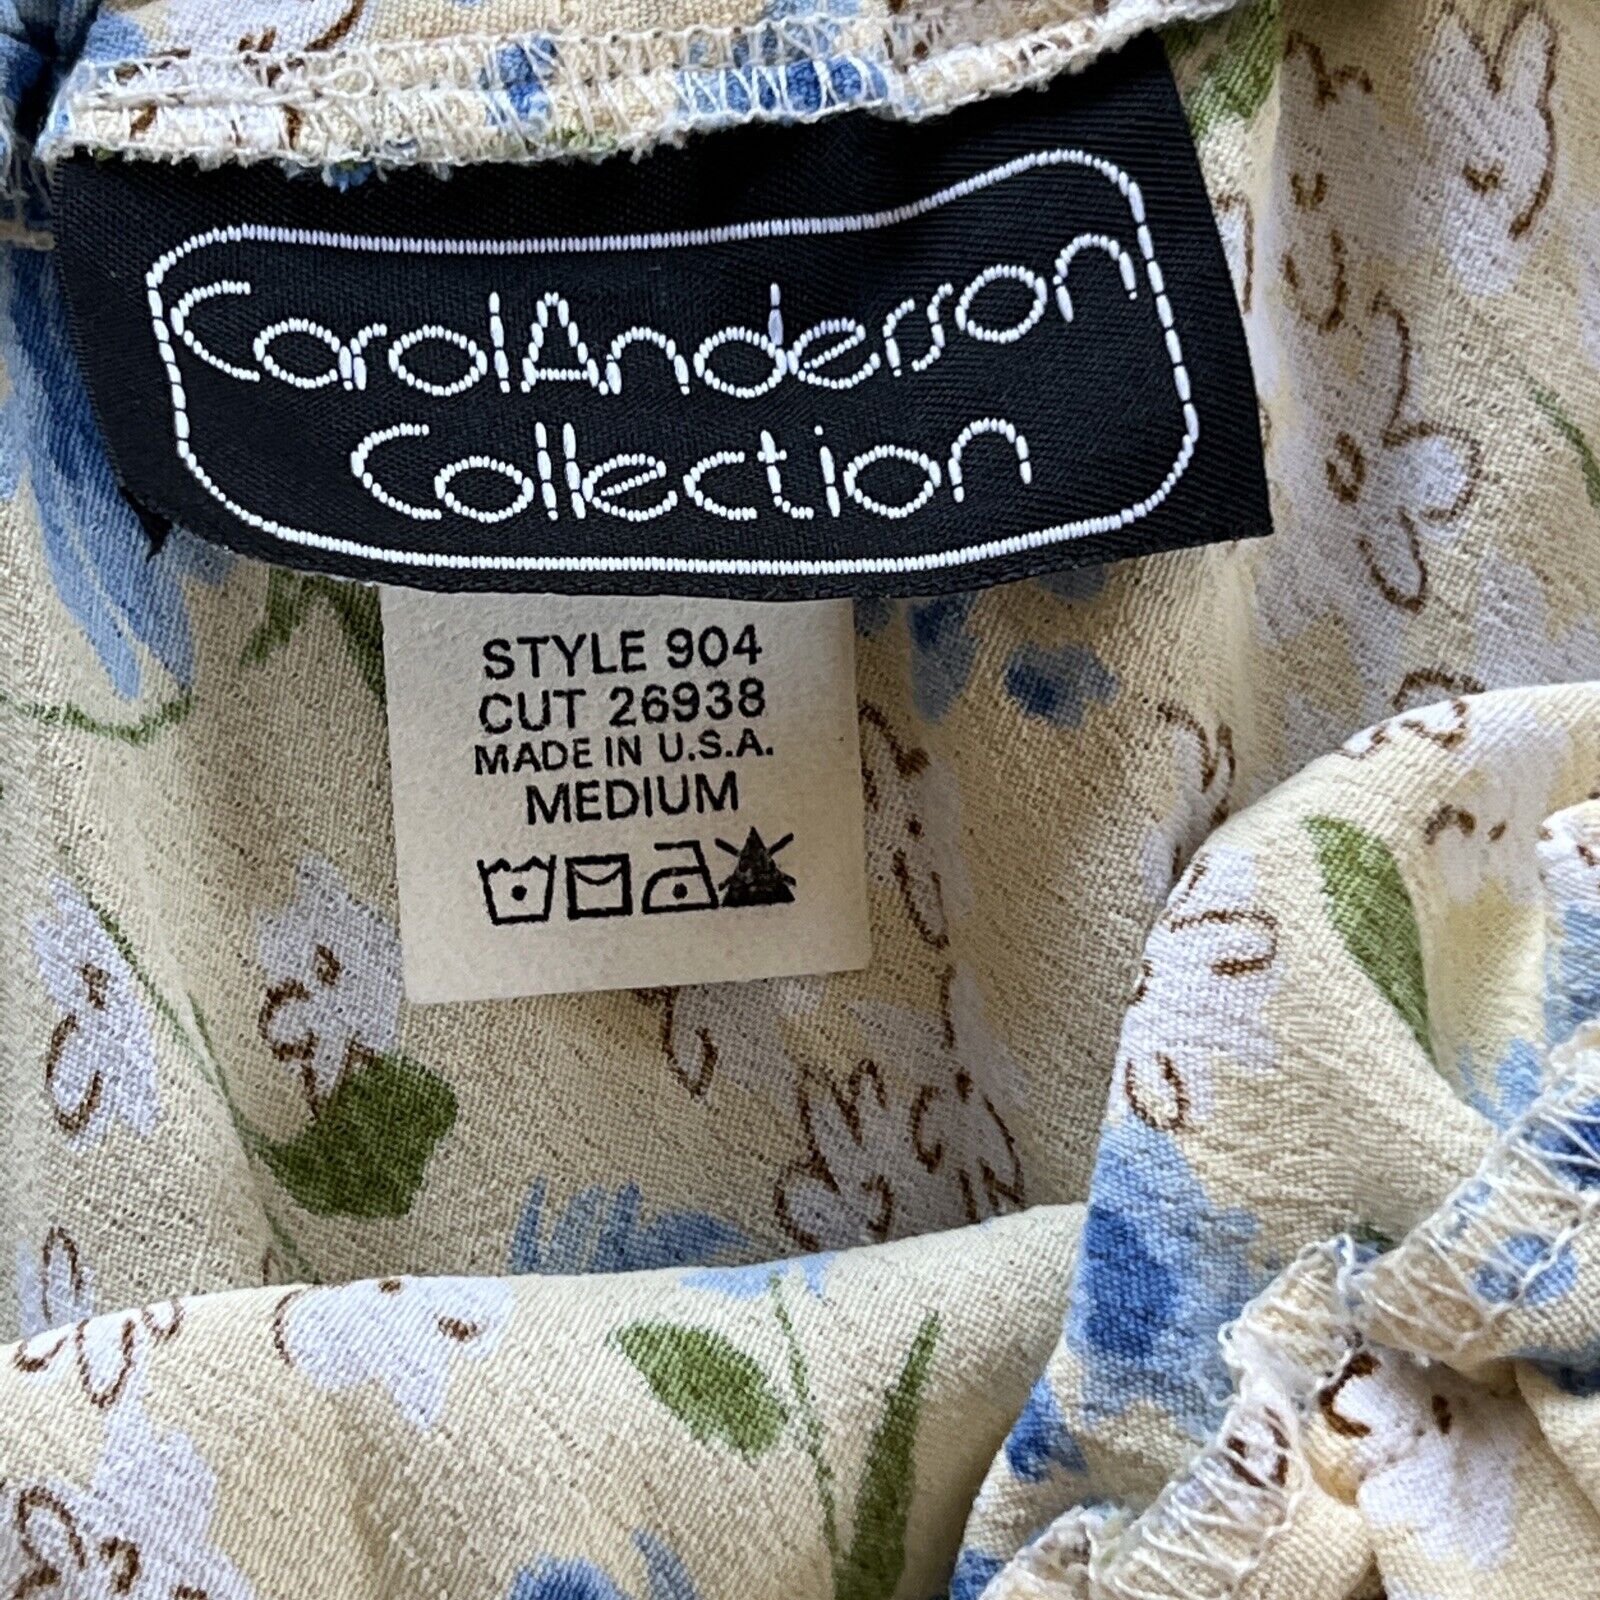 CarolAnderson
Collection
STYLE 904
CUT 26938
MADE IN U.S.A.
MEDIUM